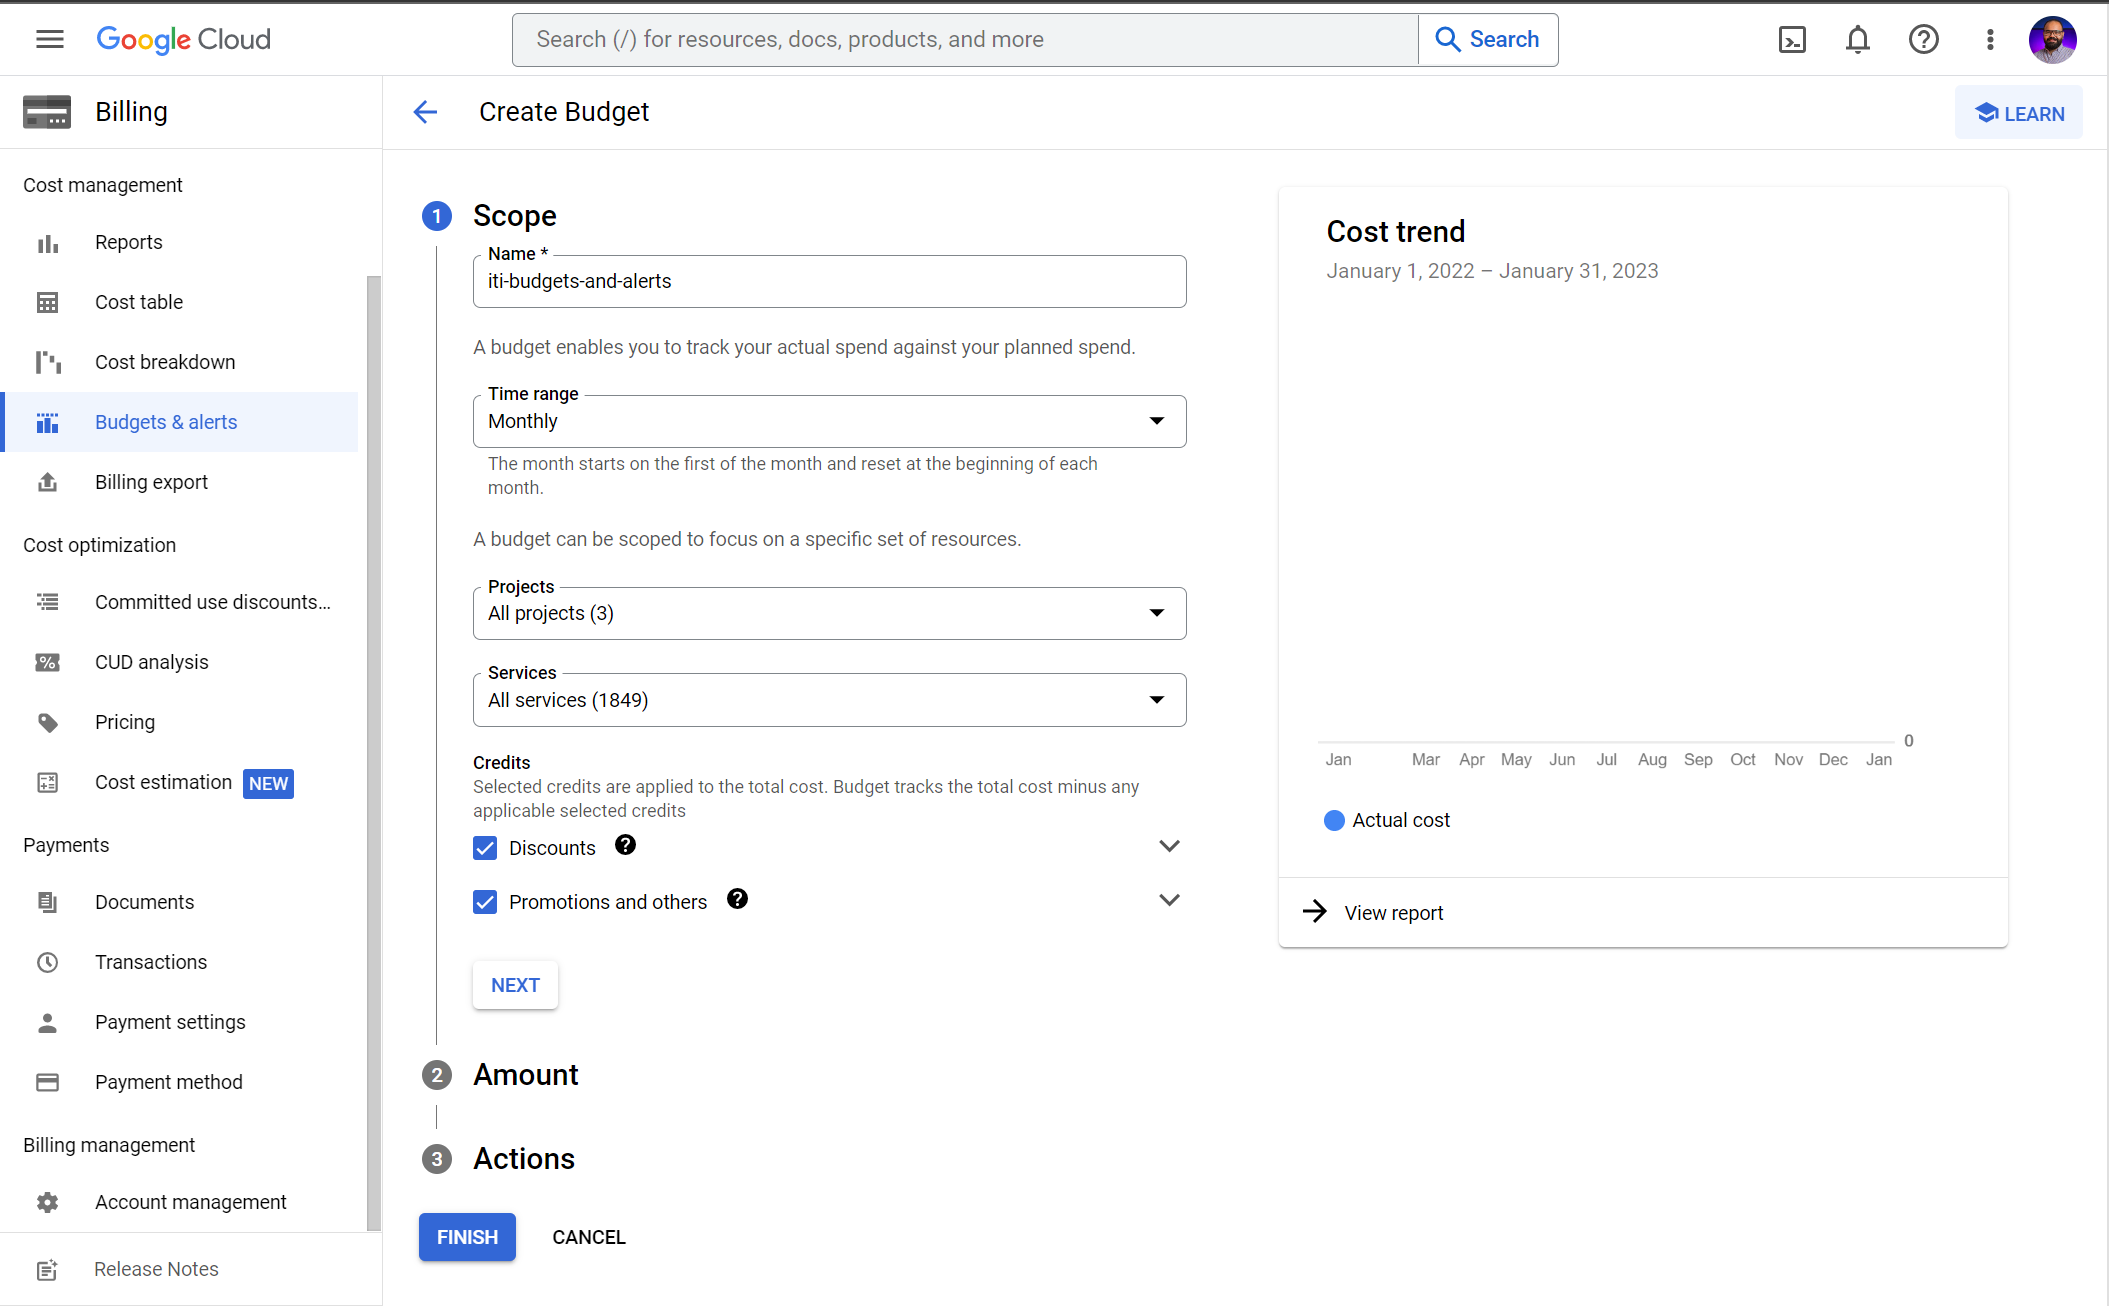 Google Cloud
Search (/) for resources, docs, products, and more
Search
Billing
Create Budget
LEARN
Cost management
Reports
Cost table
Cost breakdown
Budgets & alerts
Billing export
Cost optimization
Committed use discounts...
CUD analysis
Pricing
Cost estimation NEW
Payments
Documents
Transactions
Payment settings
Payment method
Billing management
Account management
Release Notes
1 Scope
Name *
iti-budgets-and-alerts
A budget enables you to track your actual spend against your planned spend.
Time range
Monthly
The month starts on the first of the month and reset at the beginning of each
month.
A budget can be scoped to focus on a specific set of resources.
Projects
All projects (3)
Services
All services (1849)
Credits
Selected credits are applied to the total cost. Budget tracks the total cost minus any
applicable selected credits
Discounts ?
Promotions and others ?
NEXT
2 Amount
3 Actions
FINISH CANCEL
Cost trend
January 1, 2022 – January 31, 2023
0
Jan Mar Apr May Jun Jul Aug Sep Oct Nov Dec Jan
Actual cost
View report